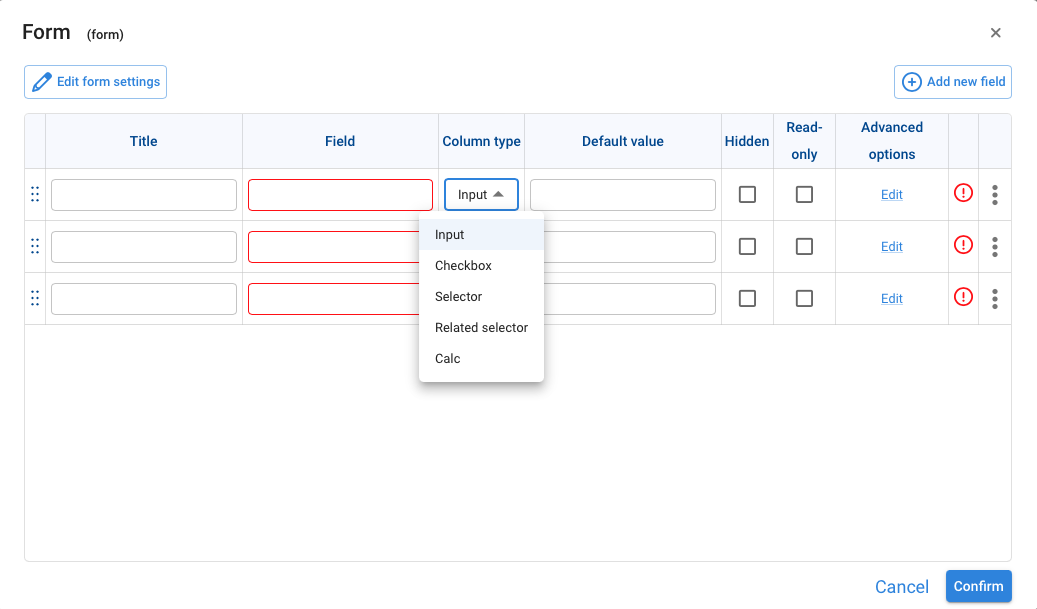 Form (form)
Edit form settings
Add new field
Title
Field
Column type
Default value
Hidden
Read-
only
Advanced
options
Input
Edit
Edit
Edit
Input
Checkbox
Selector
Related selector
Calc
Cancel
Confirm